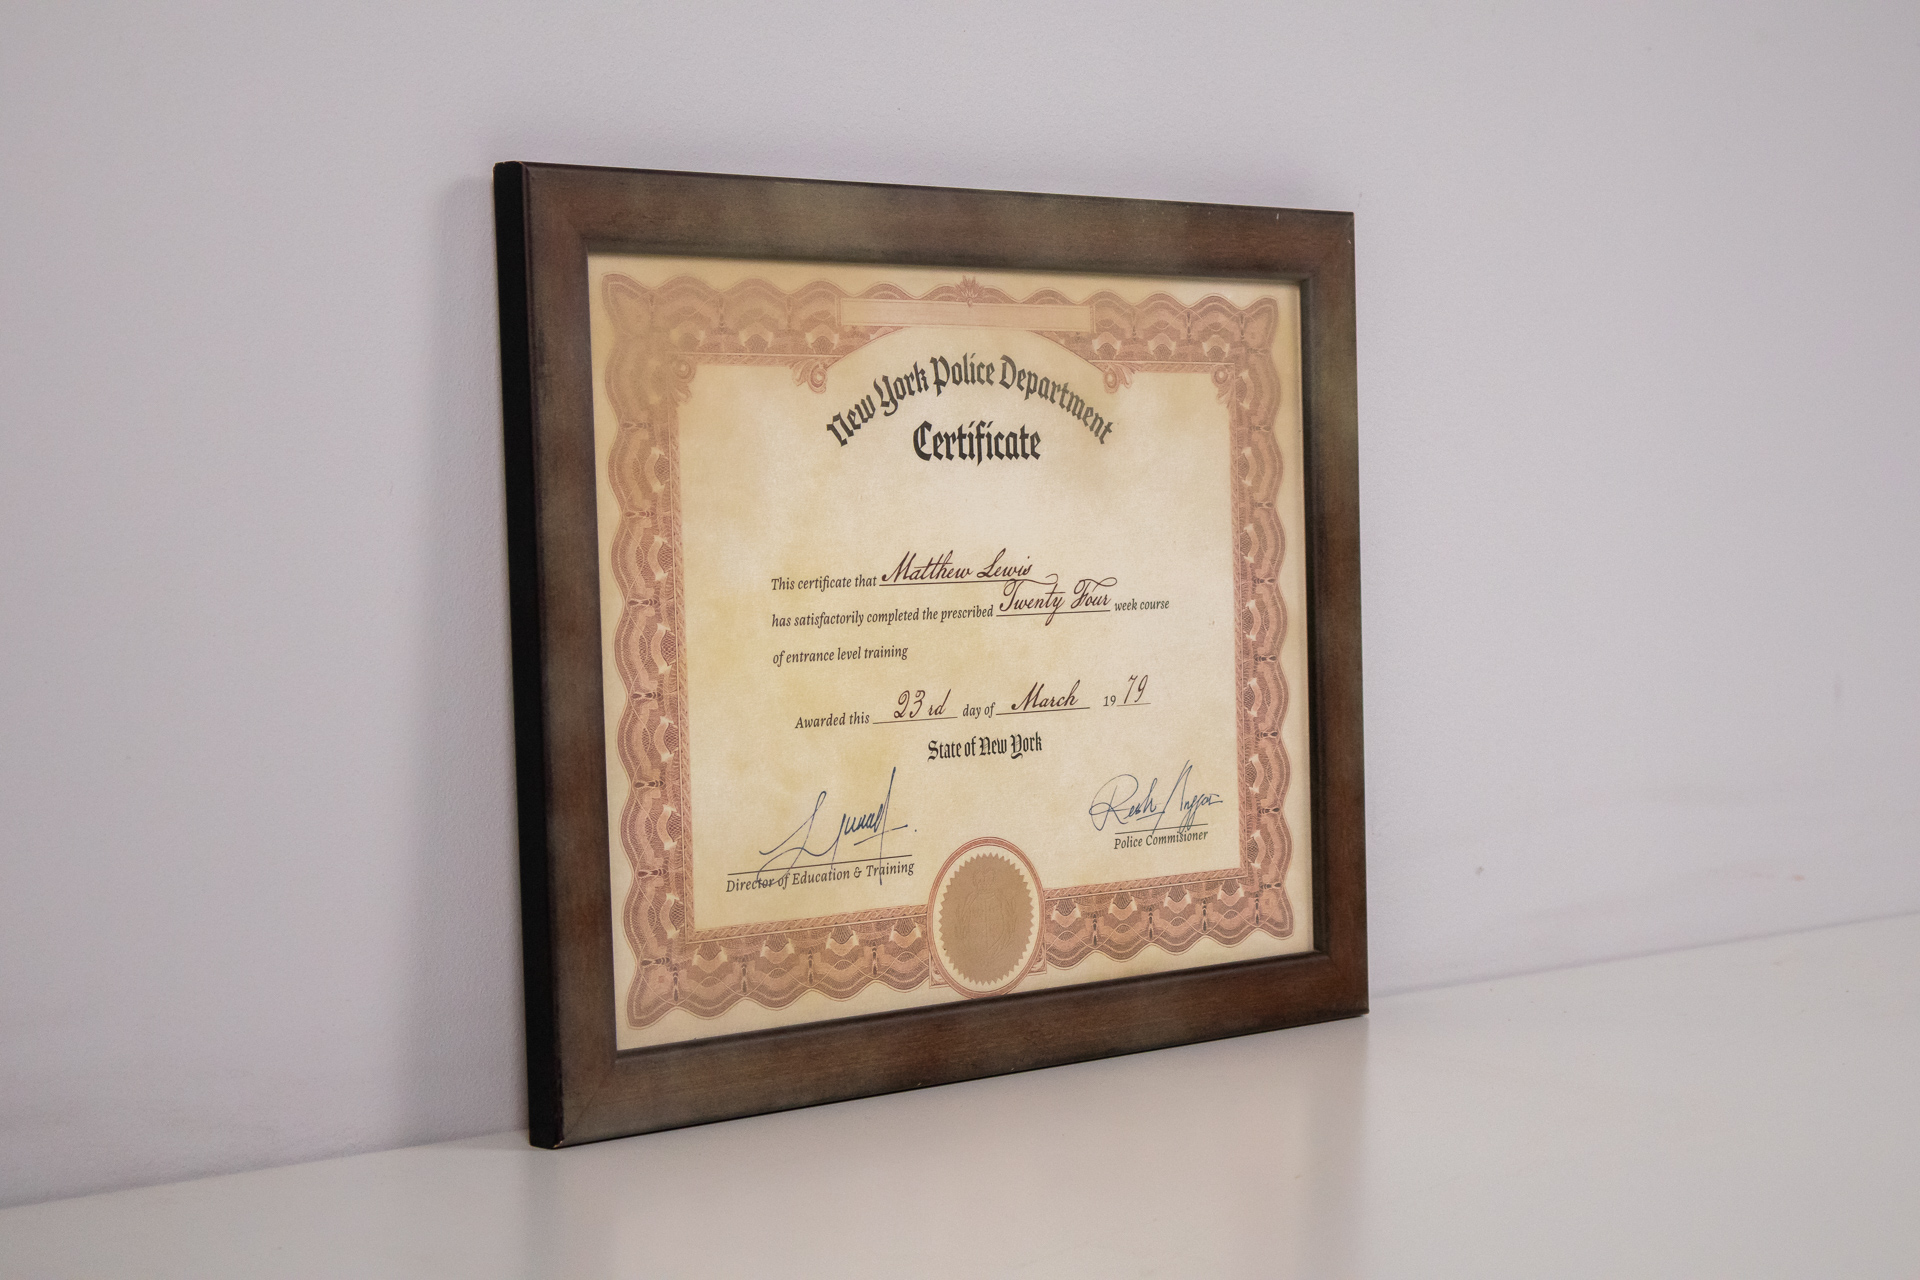 New York Police Department
Certificate
This certificate that Matthew Lewis
has satisfactorily completed the prescribed Twenty Four week course
of entrance level training
Awarded this 23rd day of March 1979
State of New York
Director of Education & Training
Police Commisioner